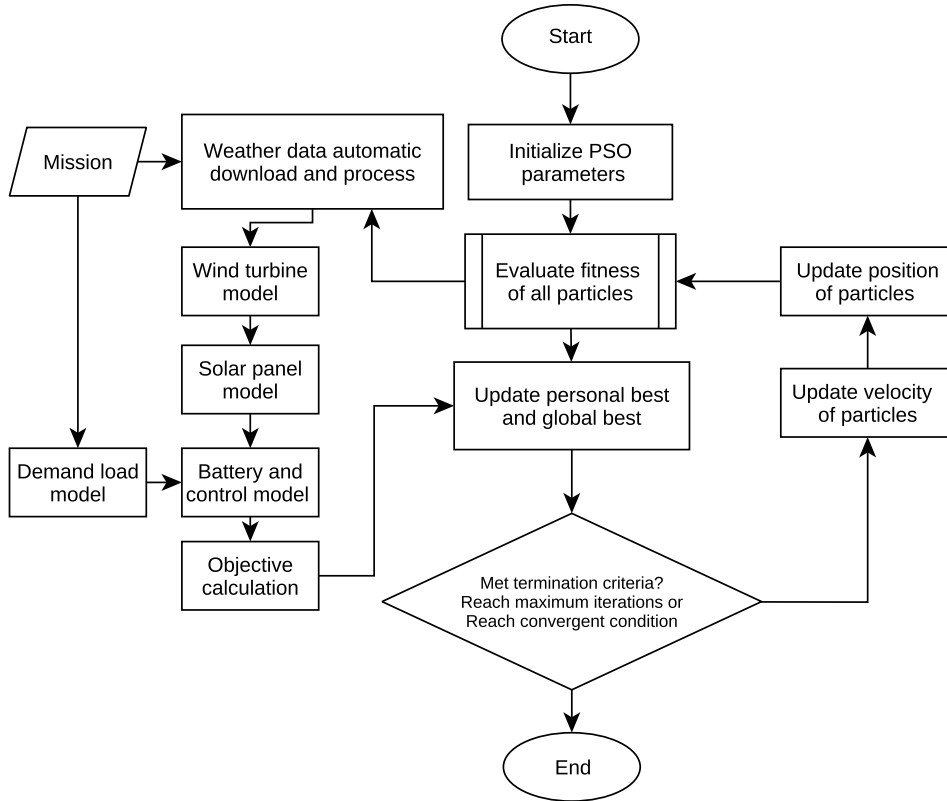 Start
Initialize PSO
parameters
Mission
Weather data automatic
download and process
Evaluate fitness
of all particles
Update position
of particles
Wind turbine
model
Solar panel
model
Update personal best
and global best
Update velocity
of particles
Demand load
model
Battery and
control model
Objective
calculation
Met termination criteria?
Reach maximum iterations or
Reach convergent condition
End